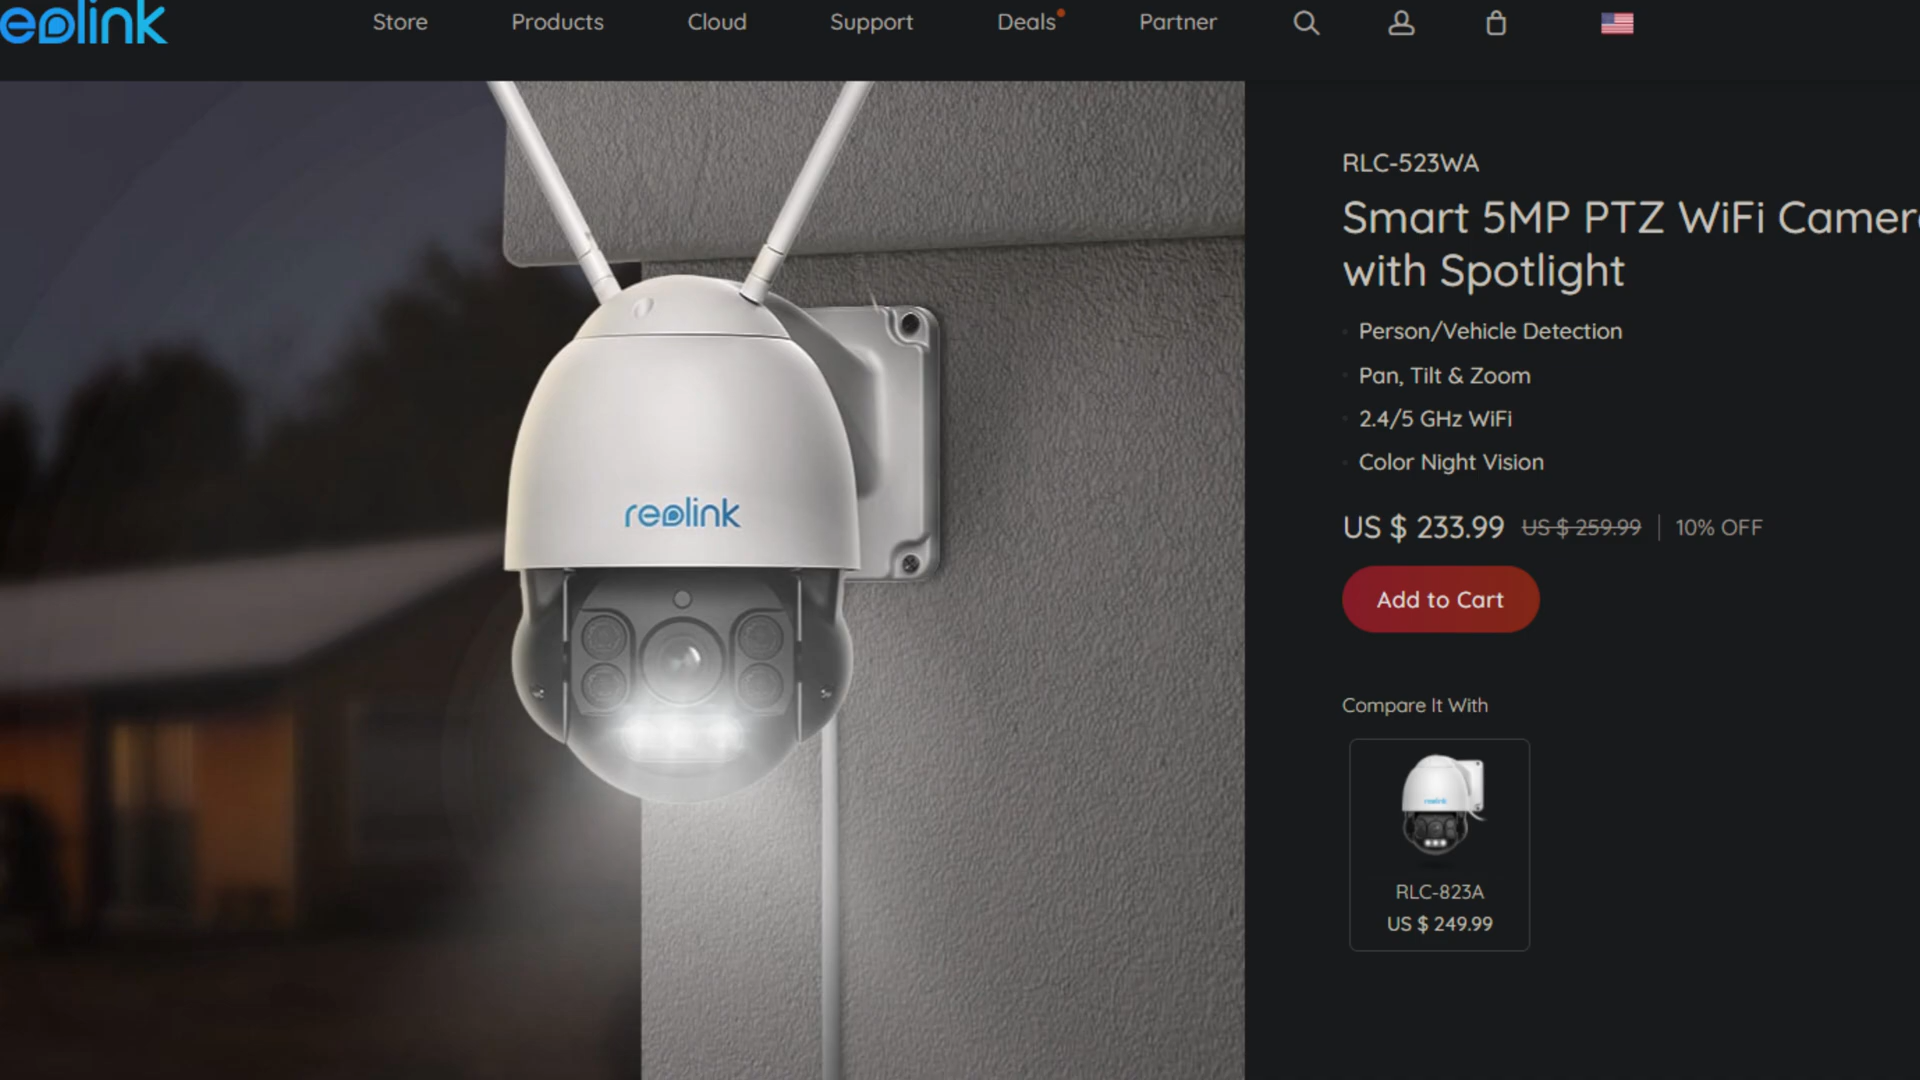 eolink
Store Products Cloud Support Deals Partner
RLC-523WA
Smart 5MP PTZ WiFi Camera
with Spotlight
Person/Vehicle Detection
Pan, Tilt & Zoom
2.4/5 GHz WiFi
Color Night Vision
US $ 233.99 US $ 259.99 | 10% OFF
Add to Cart
Compare It With
reolink
RLC-823A
US $ 249.99
reolink